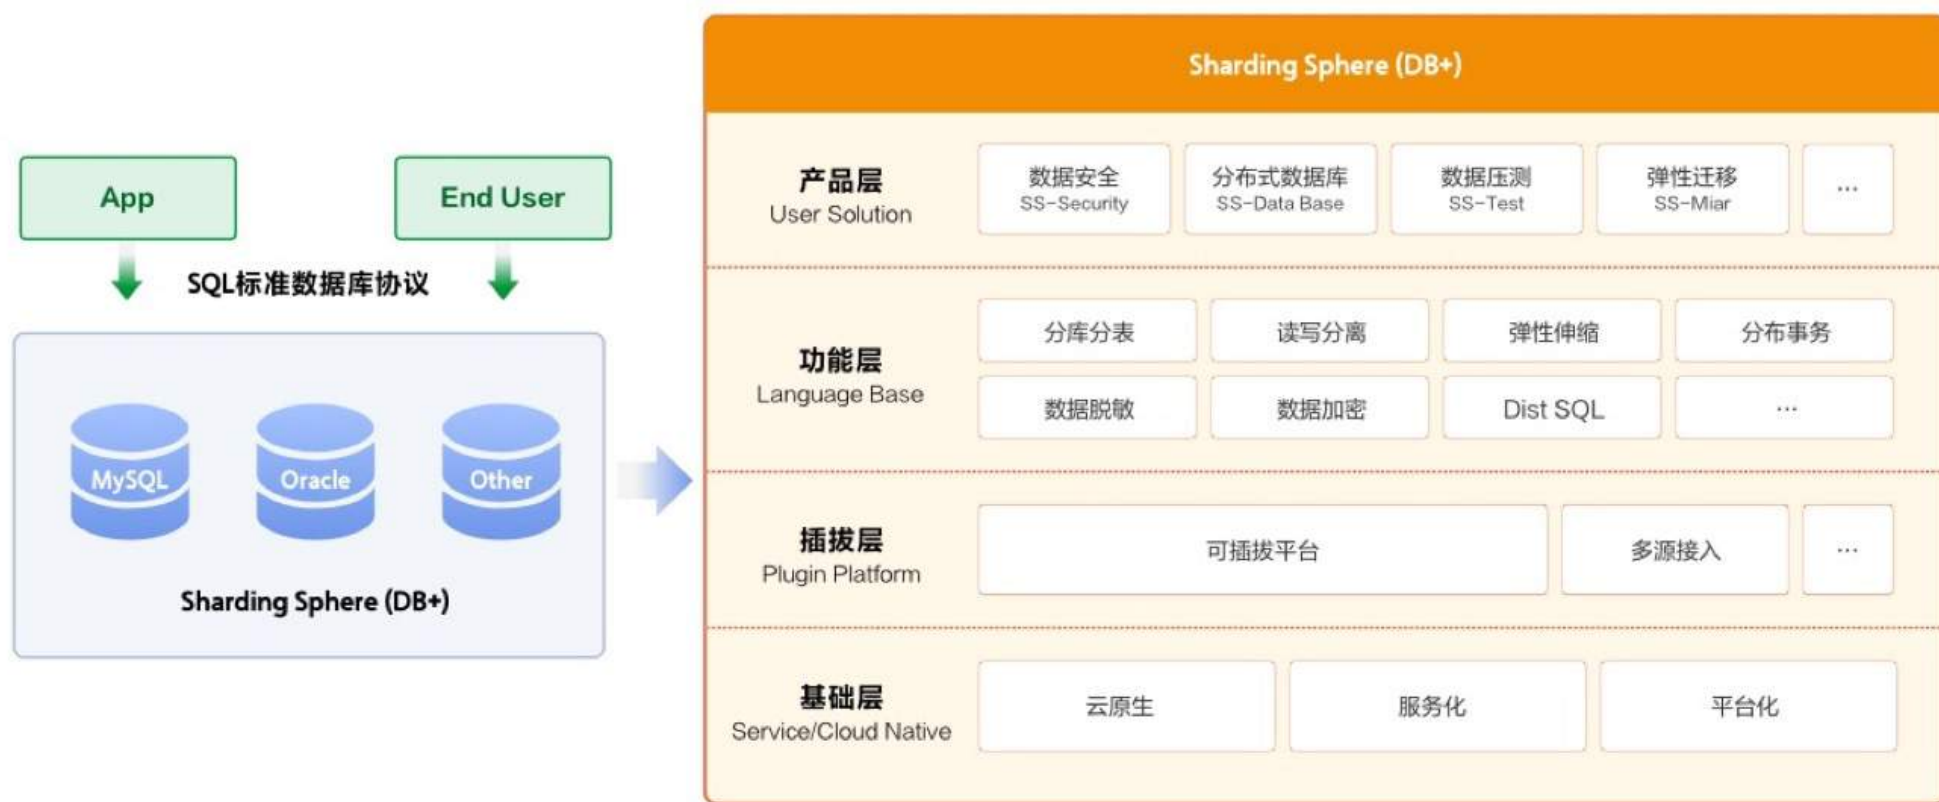 App
End User
SQL标准数据库协议
MySQL
Oracle
Other
Sharding Sphere (DB+)
Sharding Sphere (DB+)
产品层
User Solution
数据安全
SS-Security
分布式数据库
SS-Data Base
数据压测
SS-Test
弹性迁移
SS-Miar
...
功能层
Language Base
分库分表
读写分离
弹性伸缩
分布事务
数据脱敏
数据加密
Dist SQL
...
插拔层
Plugin Platform
可插拔平台
多源接入
...
基础层
Service/Cloud Native
云原生
服务化
平台化